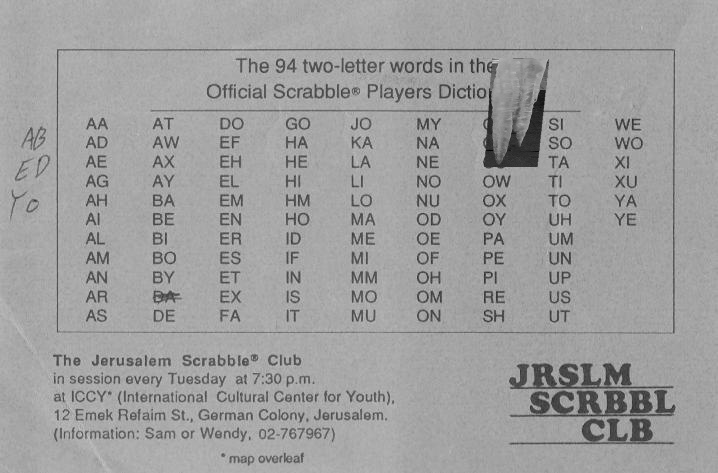 The 94 two-letter words in the
Official Scrabble® Players Dictio
AA AT DO GO JO MY SI WE
AB
AD AW EF HA KA NA SO WO
ED
AE AX EH HE LA NE TA XI
AG AY EL HI LI NO OW TI XU
YO
AH BA EM HM LO NU OX TO YA
AI BE EN HO MA OD OY UH YE
AL BI ER ID ME OE PA UM
AM BO ES IF MI OF PE UN
AN BY ET IN MM OH PI UP
AR EX IS MO OM RE US
AS DE FA IT MU ON SH UT
The Jerusalem Scrabble® Club
in session every Tuesday at 7:30 p.m.
at ICCY* (International Cultural Center for Youth),
12 Emek Refaim St., German Colony, Jerusalem.
(Information: Sam or Wendy, 02-767967)
* map overleaf
JRSLM
SCRBBL
CLB